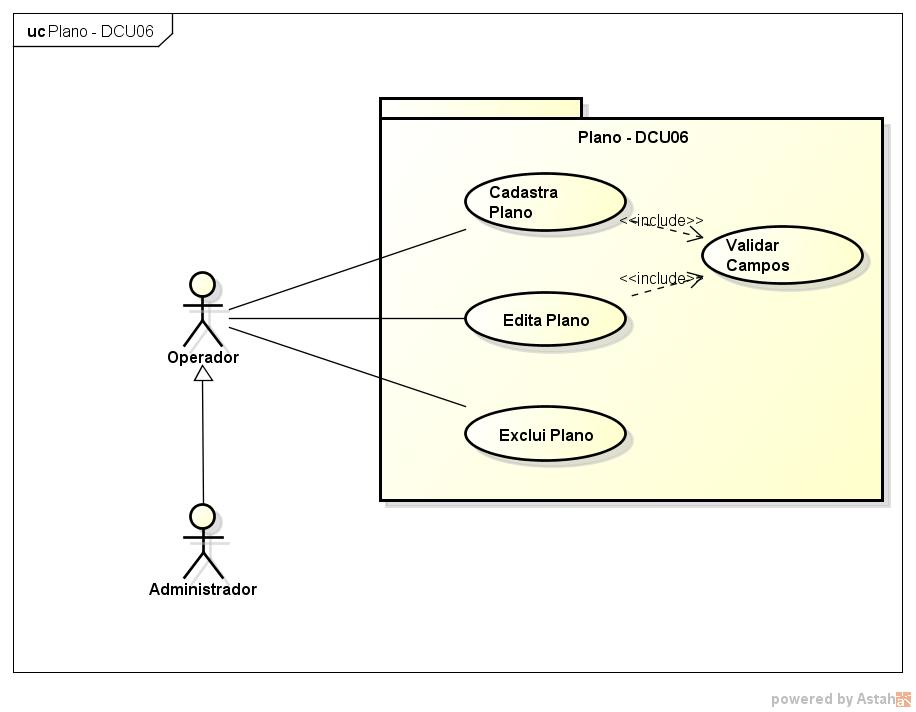 uc Plano - DCU06
Plano - DCU06
Cadastra
Plano
<<include>>
Validar
Campos
<<include>>
Edita Plano
Operador
Exclui Plano
Administrador
powered by Astah